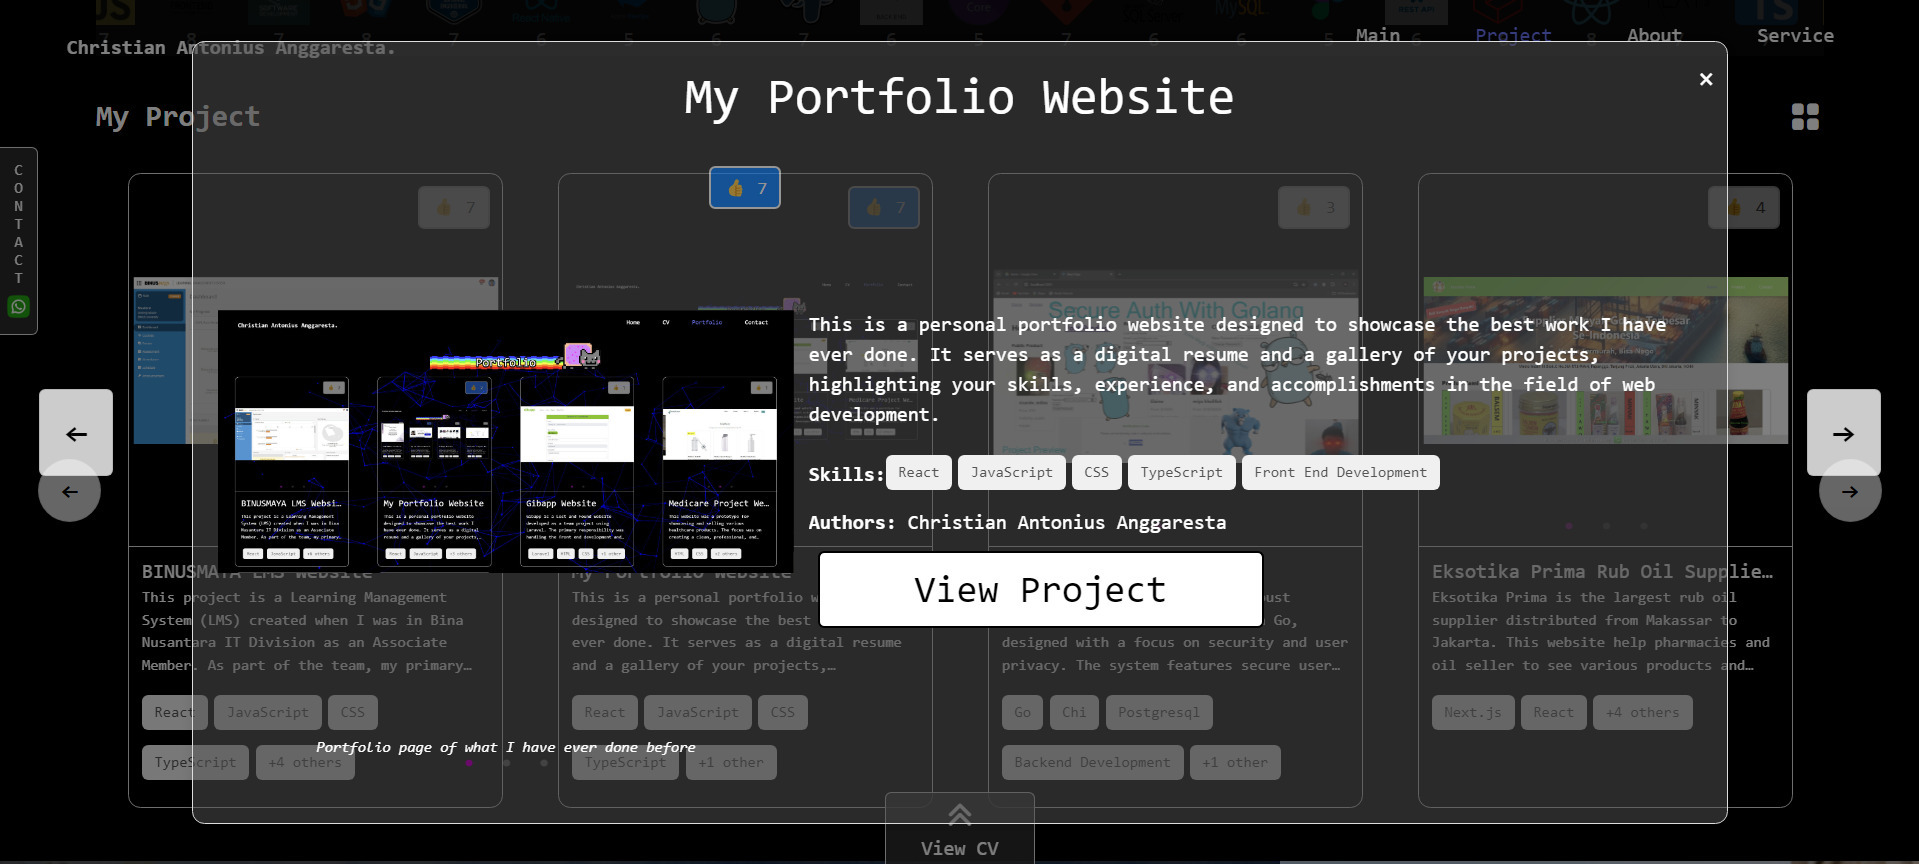 Christian Antonius Anggaresta.
Main
Project
About
Service
My Portfolio Website
×
My Project
CONTACT
👍 7
👍 7
👍 7
👍 3
👍 4
Secure Auth With Golang
Christian Antonius Anggaresta.
Home
CV
Portfolio
Contact
Portfolio
BINUSMAYA LMS Websi…
My Portfolio Website
Gibapp Website
Medicare Project We…
This is a personal portfolio website designed to showcase the best work I have
ever done. It serves as a digital resume and a gallery of your projects,
highlighting your skills, experience, and accomplishments in the field of web
development.
Skills:
React
JavaScript
CSS
TypeScript
Front End Development
Authors: Christian Antonius Anggaresta
View Project
Portfolio page of what I have ever done before
BINUSMAYA LMS Website
This project is a Learning Management
System (LMS) created when I was in Bina
Nusantara IT Division as an Associate
Member. As part of the team, my primary…
React
JavaScript
CSS
TypeScript
+4 others
My Portfolio Website
This is a personal portfolio w
designed to showcase the best
ever done. It serves as a digital resume
and a gallery of your projects,…
React
JavaScript
CSS
TypeScript
+1 other
ust
Go,
designed with a focus on security and user
privacy. The system features secure user…
Go
Chi
Postgresql
Backend Development
+1 other
Eksotika Prima Rub Oil Supplie…
Eksotika Prima is the largest rub oil
supplier distributed from Makassar to
Jakarta. This website help pharmacies and
oil seller to see various products and…
Next.js
React
+4 others
View CV